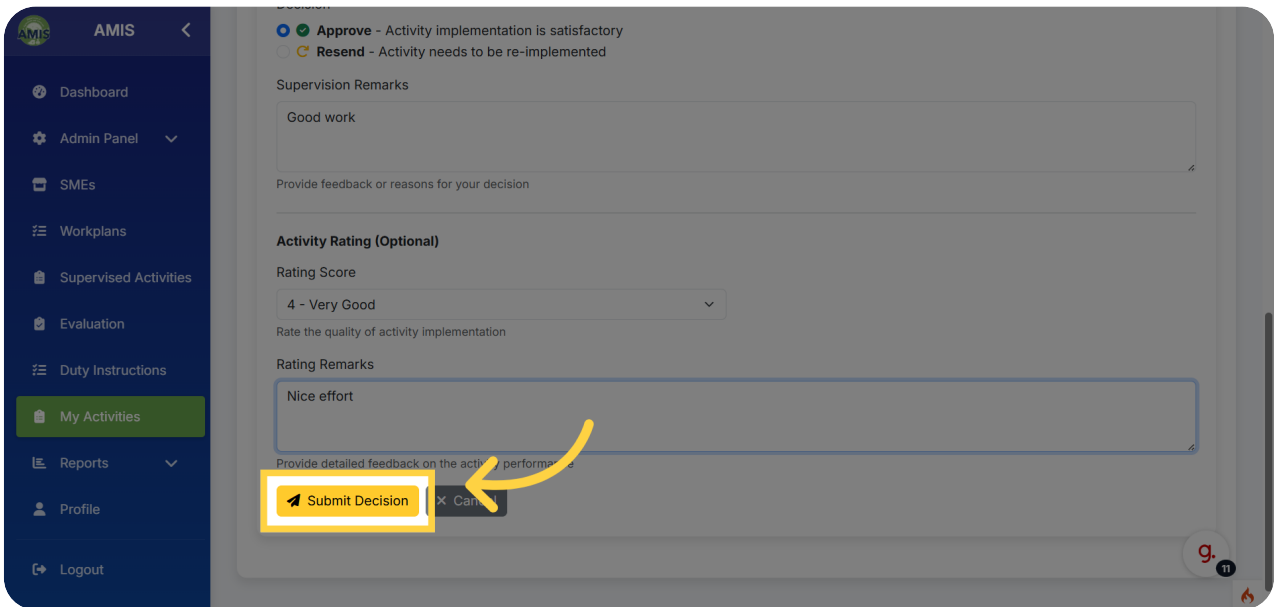 AMIS
AMIS
Dashboard
Admin Panel
SMEs
Workplans
Supervised Activities
Evaluation
Duty Instructions
My Activities
Reports
Profile
Logout
Decision
Approve - Activity implementation is satisfactory
Resend - Activity needs to be re-implemented
Supervision Remarks
Good work
Provide feedback or reasons for your decision
Activity Rating (Optional)
Rating Score
4 - Very Good
Rate the quality of activity implementation
Rating Remarks
Nice effort
Provide detailed feedback on the activity performance
Submit Decision
Cancel
g.
11